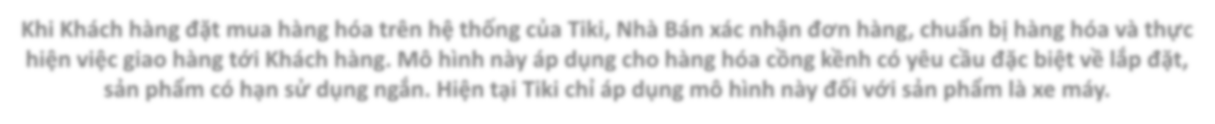 Khi Khách hàng đặt mua hàng hóa trên hệ thống của Tiki, Nhà Bán xác nhận đơn hàng, chuẩn bị hàng hóa và thực
hiện việc giao hàng tới Khách hàng. Mô hình này áp dụng cho hàng hóa cồng kềnh có yêu cầu đặc biệt về lắp đặt,
sản phẩm có hạn sử dụng ngắn. Hiện tại Tiki chỉ áp dụng mô hình này đối với sản phẩm là xe máy.